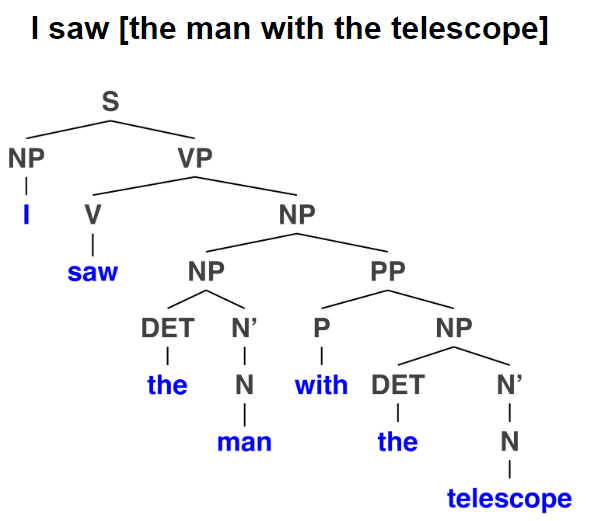 I saw [the man with the telescope]
S
NP VP
I V NP
saw NP PP
DET N’ P NP
the N with DET N’
man the N
telescope